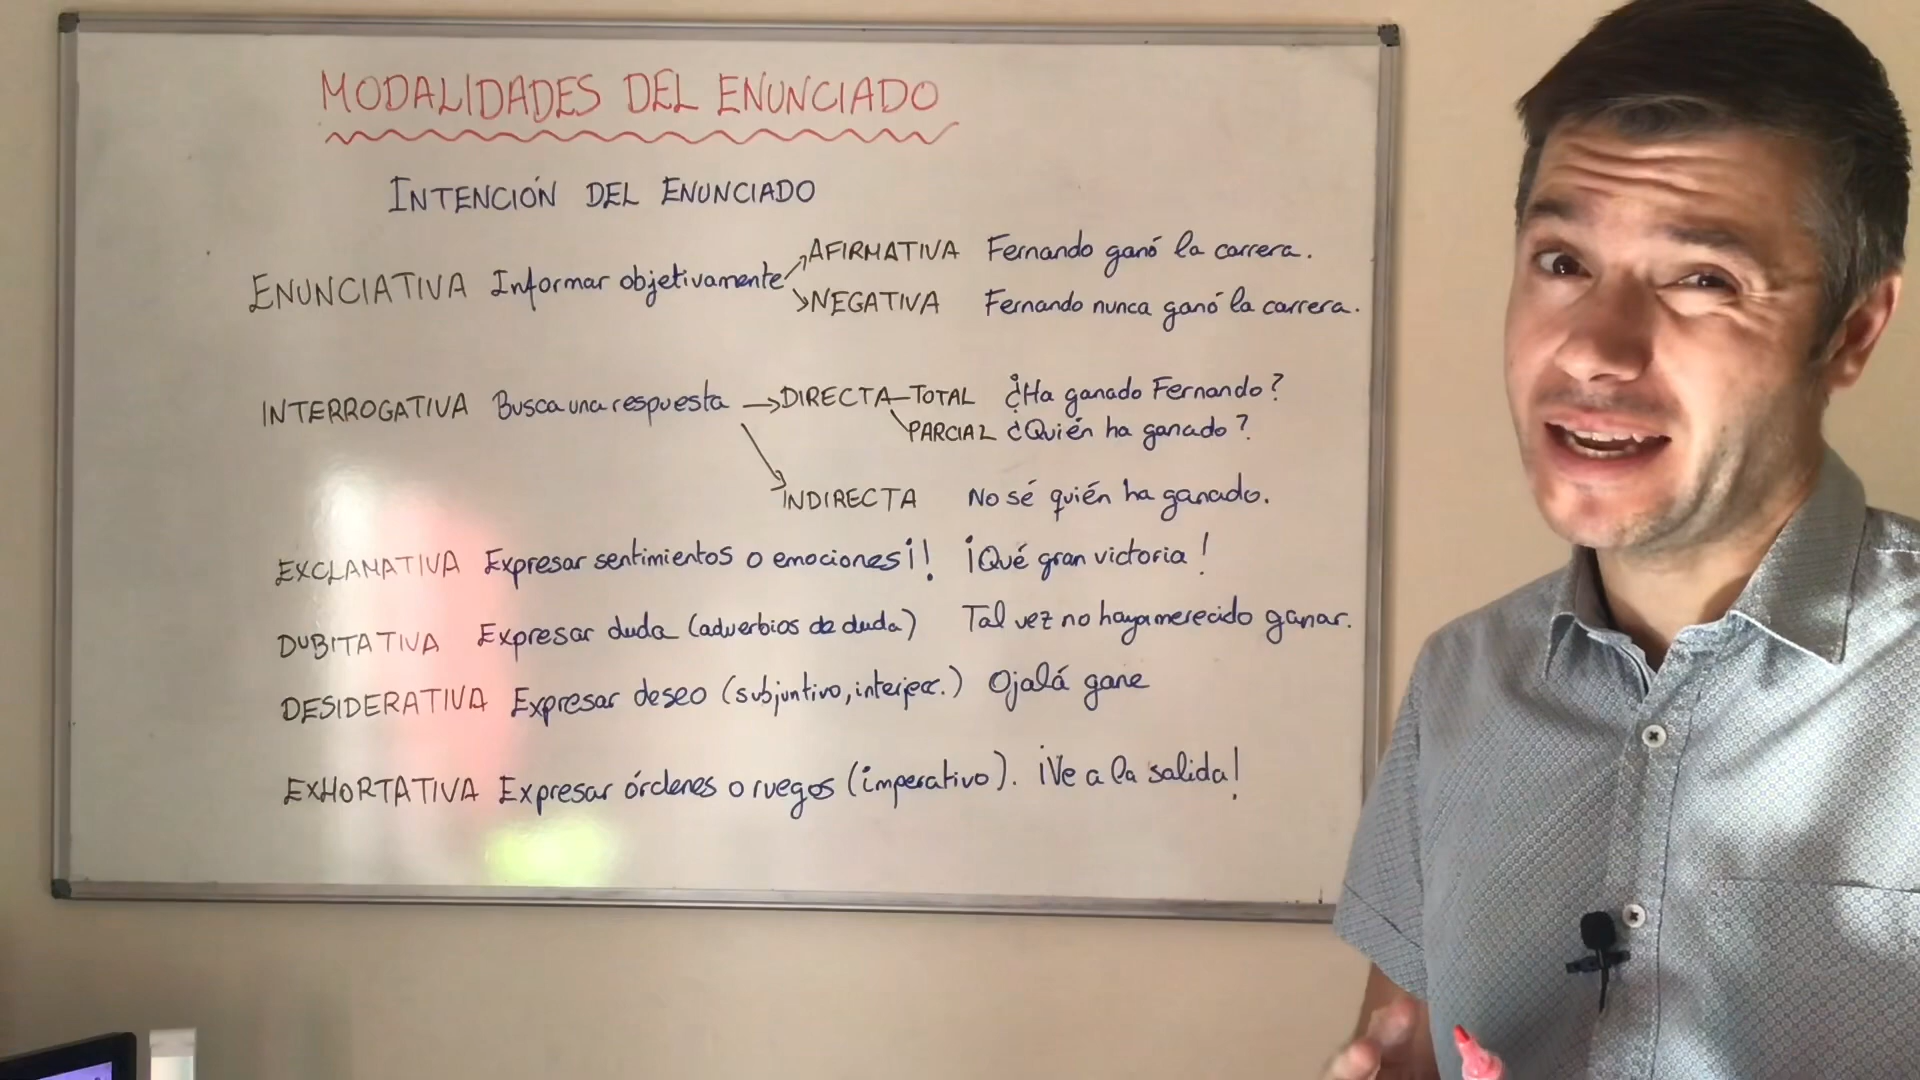 MODALIDADES DEL ENUNCIADO
INTENCIÓN DEL ENUNCIADO
ENUNCIATIVA Informar objetivamente
AFIRMATIVA Fernando ganó la carrera.
NEGATIVA Fernando nunca ganó la carrera.
INTERROGATIVA Busca una respuesta → DIRECTA TOTAL ¿Ha ganado Fernando?
PARCIAL ¿Quién ha ganado?
INDIRECTA No sé quién ha ganado.
EXCLAMATIVA Expresar sentimientos o emociones ¡! ¡Qué gran victoria!
DUBITATIVA Expresar duda (adverbios de duda) Tal vez no haya merecido ganar.
DESIDERATIVA Expresar deseo (subjuntivo, interjecc.) Ojalá gane
EXHORTATIVA Expresar órdenes o ruegos (imperativo). ¡Ve a la salida!